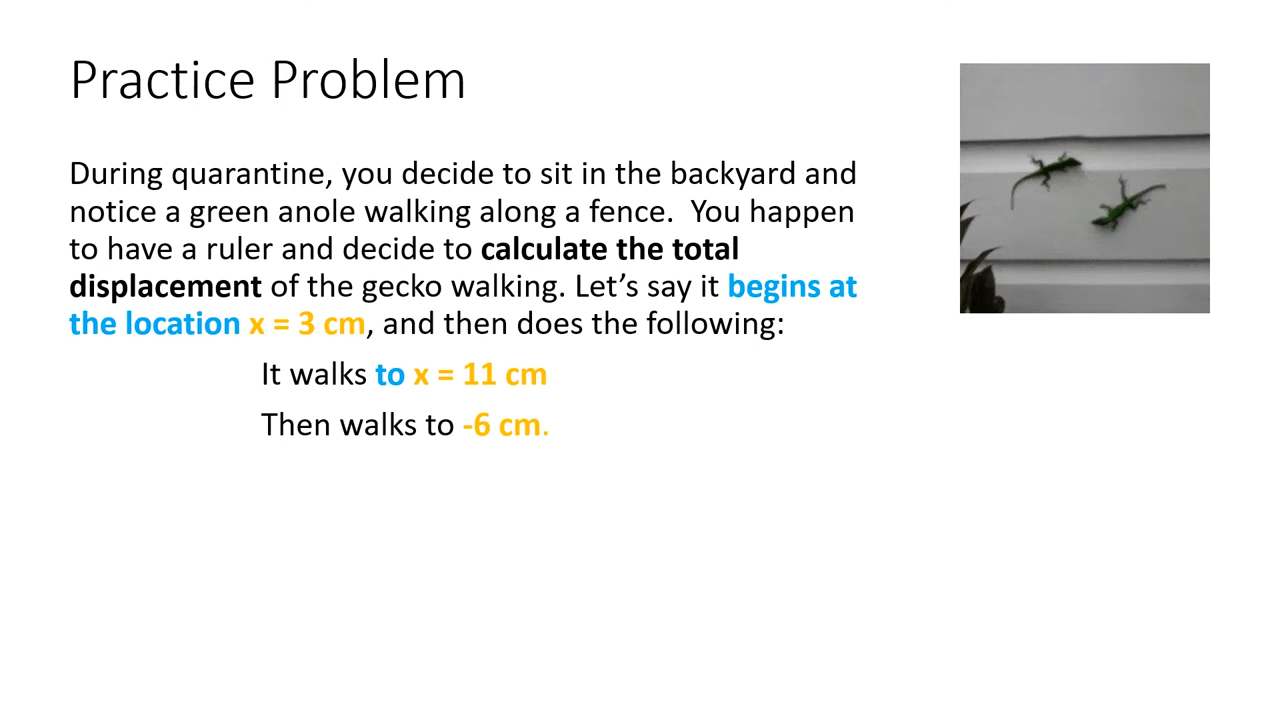 Practice Problem
During quarantine, you decide to sit in the backyard and
notice a green anole walking along a fence.  You happen
to have a ruler and decide to calculate the total
displacement of the gecko walking. Let’s say it begins at
the location x = 3 cm, and then does the following:
It walks to x = 11 cm
Then walks to -6 cm.